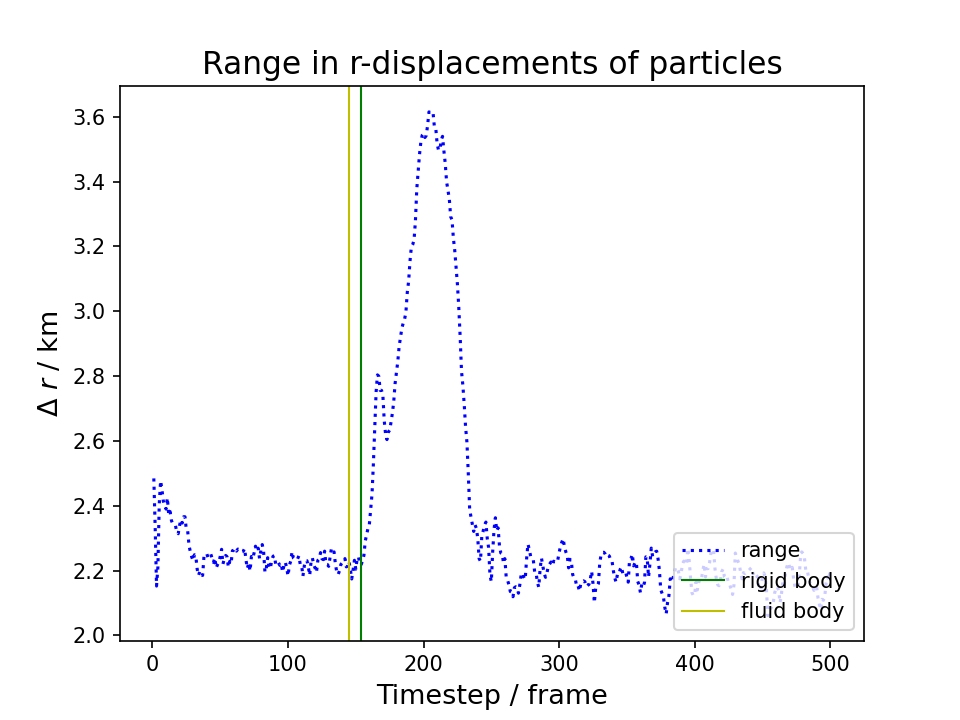 Range in r-displacements of particles
3.6
3.4
3.2
3.0
2.8
2.6
2.4
2.2
2.0
Δ r / km
0 100 200 300 400 500
Timestep / frame
range
rigid body
fluid body